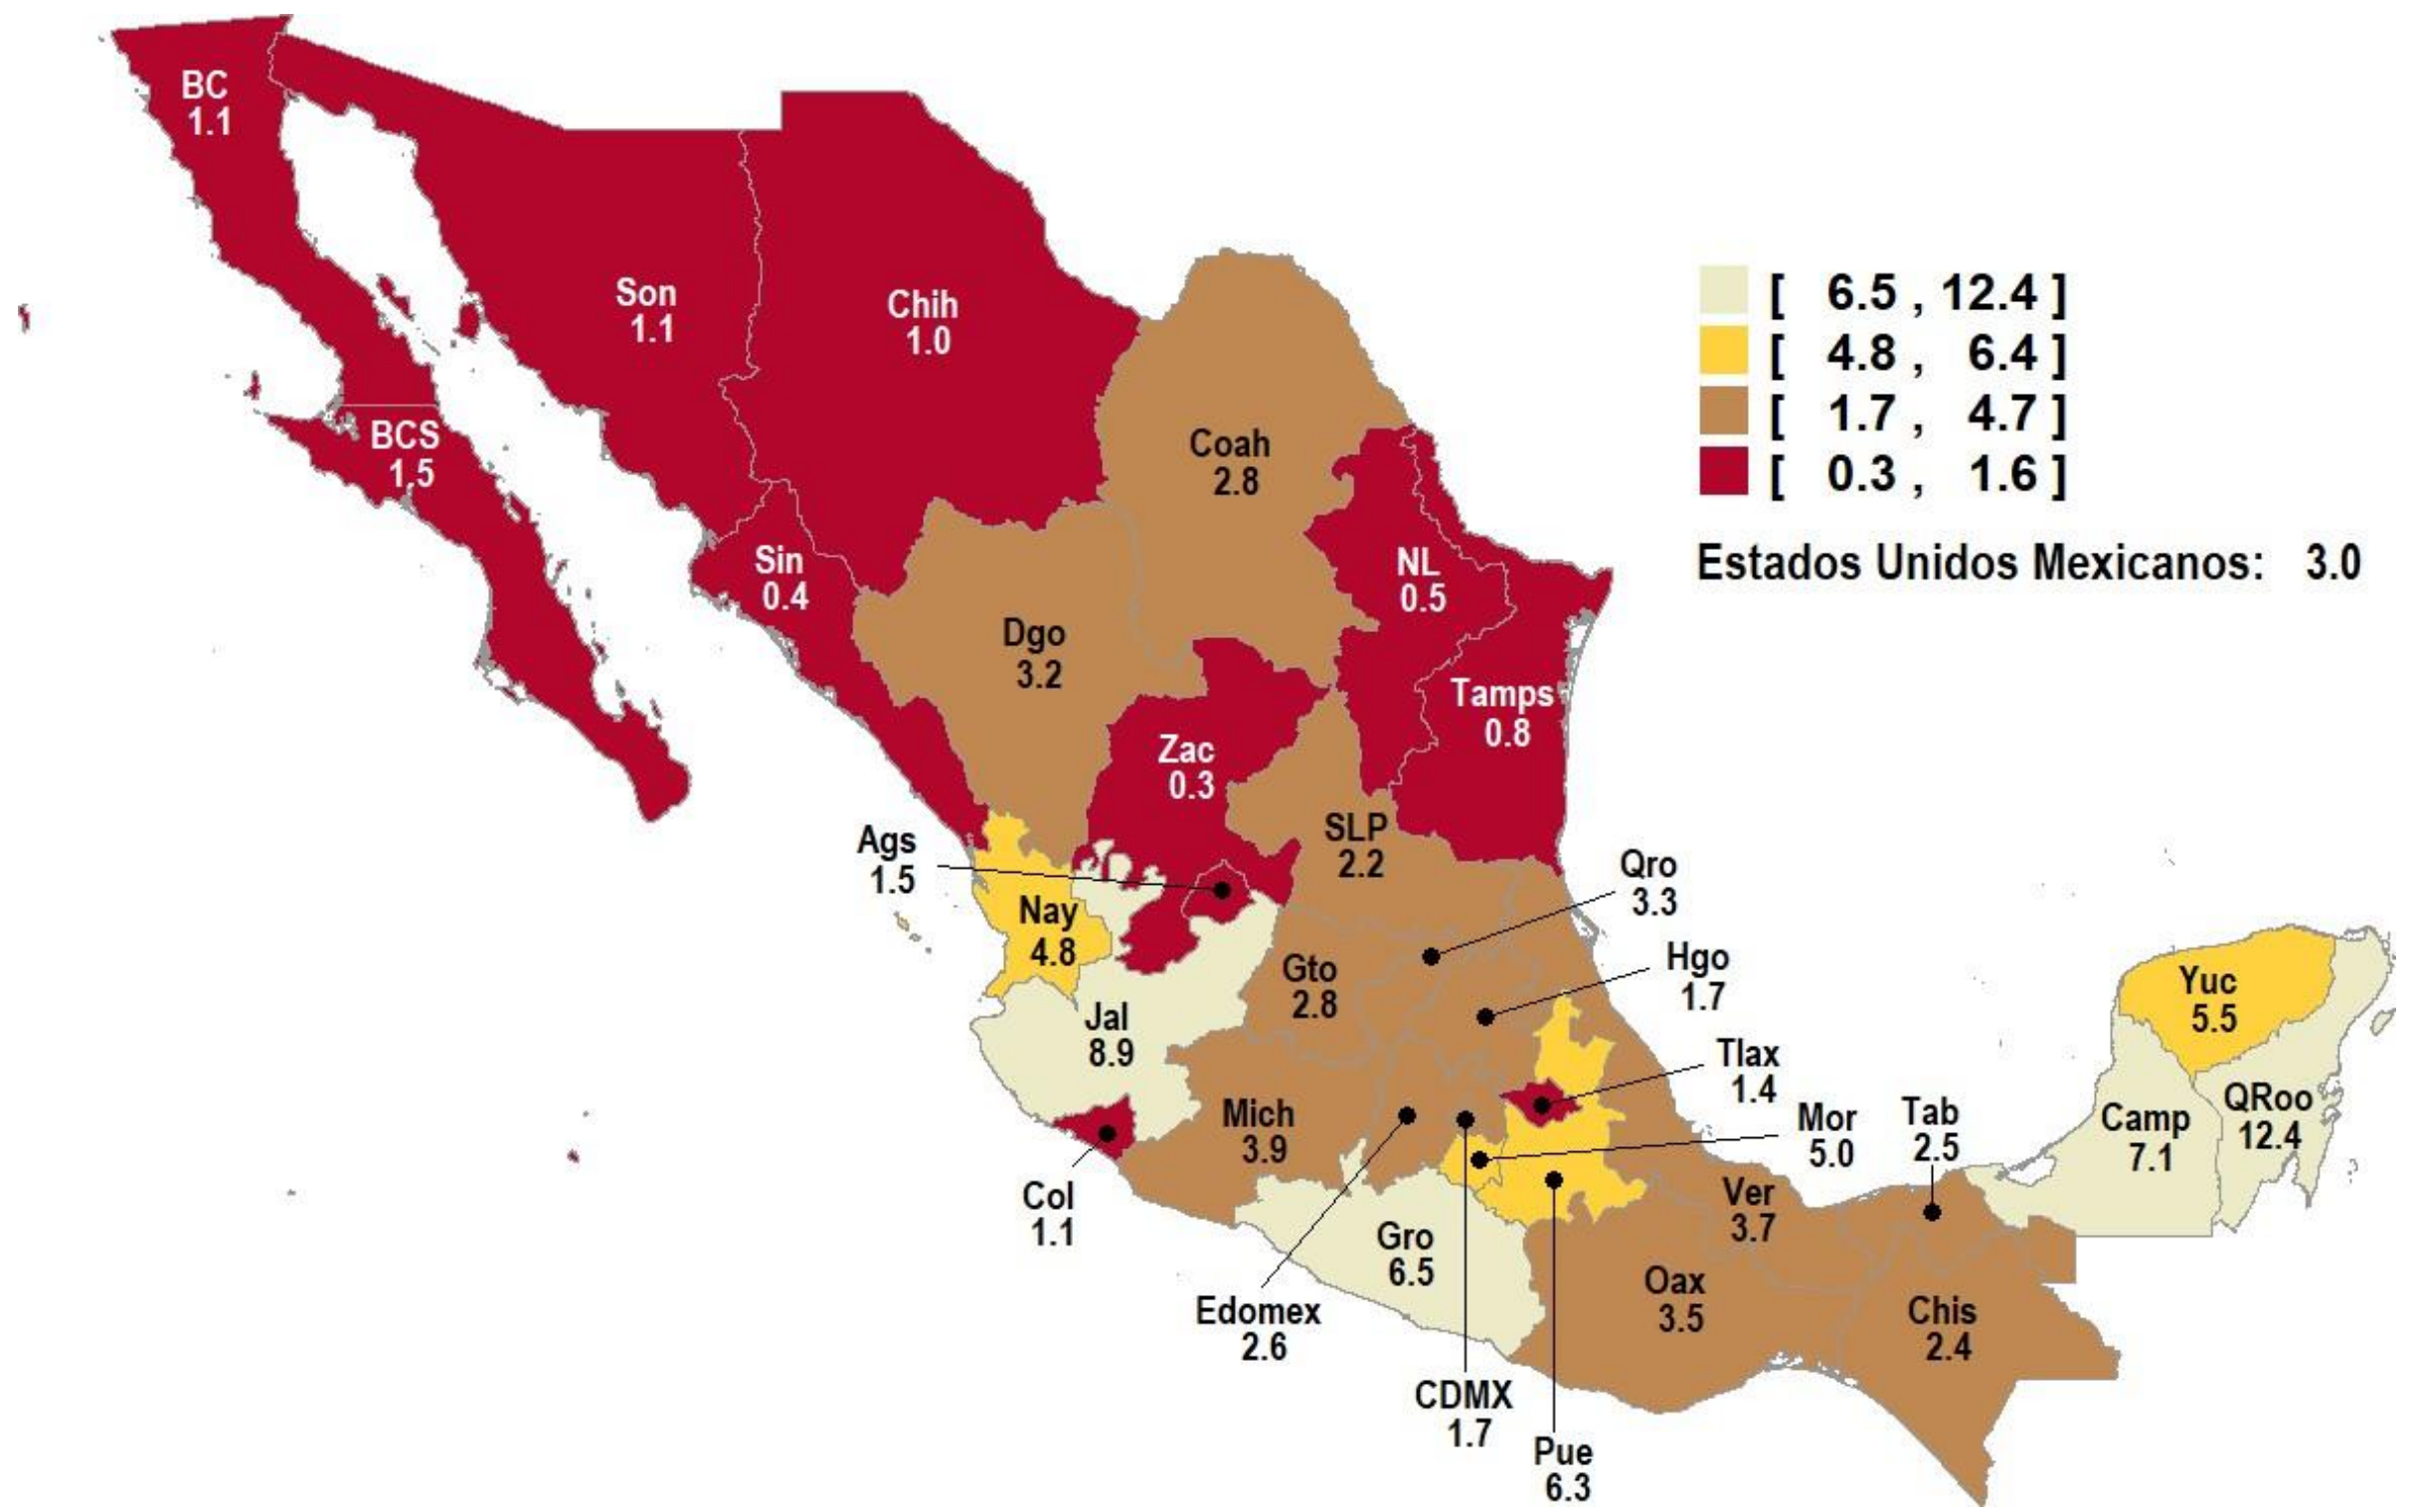 BC
1.1
Son
1.1
Chih
1.0
BCS
1.5
Coah
2.8
Sin
0.4
NL
0.5
Dgo
3.2
Tamps
0.8
Zac
0.3
SLP
2.2
Ags
1.5
Nay
4.8
Qro
3.3
Gto
2.8
Hgo
1.7
Jal
8.9
Tlax
1.4
Mich
3.9
Mor
5.0
Tab
2.5
Yuc
5.5
Camp
7.1
QRoo
12.4
Col
1.1
Ver
3.7
Gro
6.5
Oax
3.5
Edomex
2.6
Chis
2.4
CDMX
1.7
Pue
6.3
[ 6.5 , 12.4 ]
[ 4.8 , 6.4 ]
[ 1.7 , 4.7 ]
[ 0.3 , 1.6 ]
Estados Unidos Mexicanos: 3.0